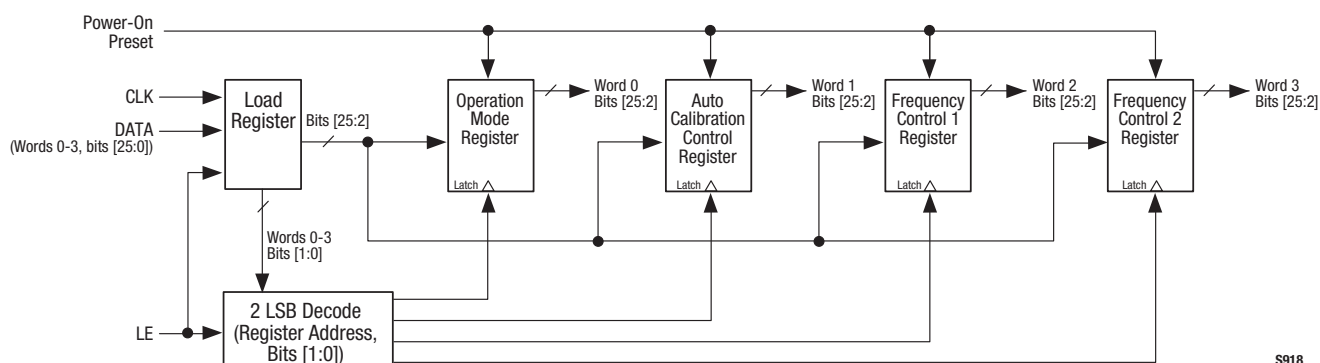 Power-On
Preset
CLK
DATA
(Words 0-3, bits [25:0])
LE
Load
Register
Bits [25:2]
Words 0-3
Bits [1:0]
2 LSB Decode
(Register Address,
Bits [1:0])
Operation
Mode
Register
Latch
Word 0
Bits [25:2]
Auto
Calibration
Control
Register
Latch
Word 1
Bits [25:2]
Frequency
Control 1
Register
Latch
Word 2
Bits [25:2]
Frequency
Control 2
Register
Latch
Word 3
Bits [25:2]
S918